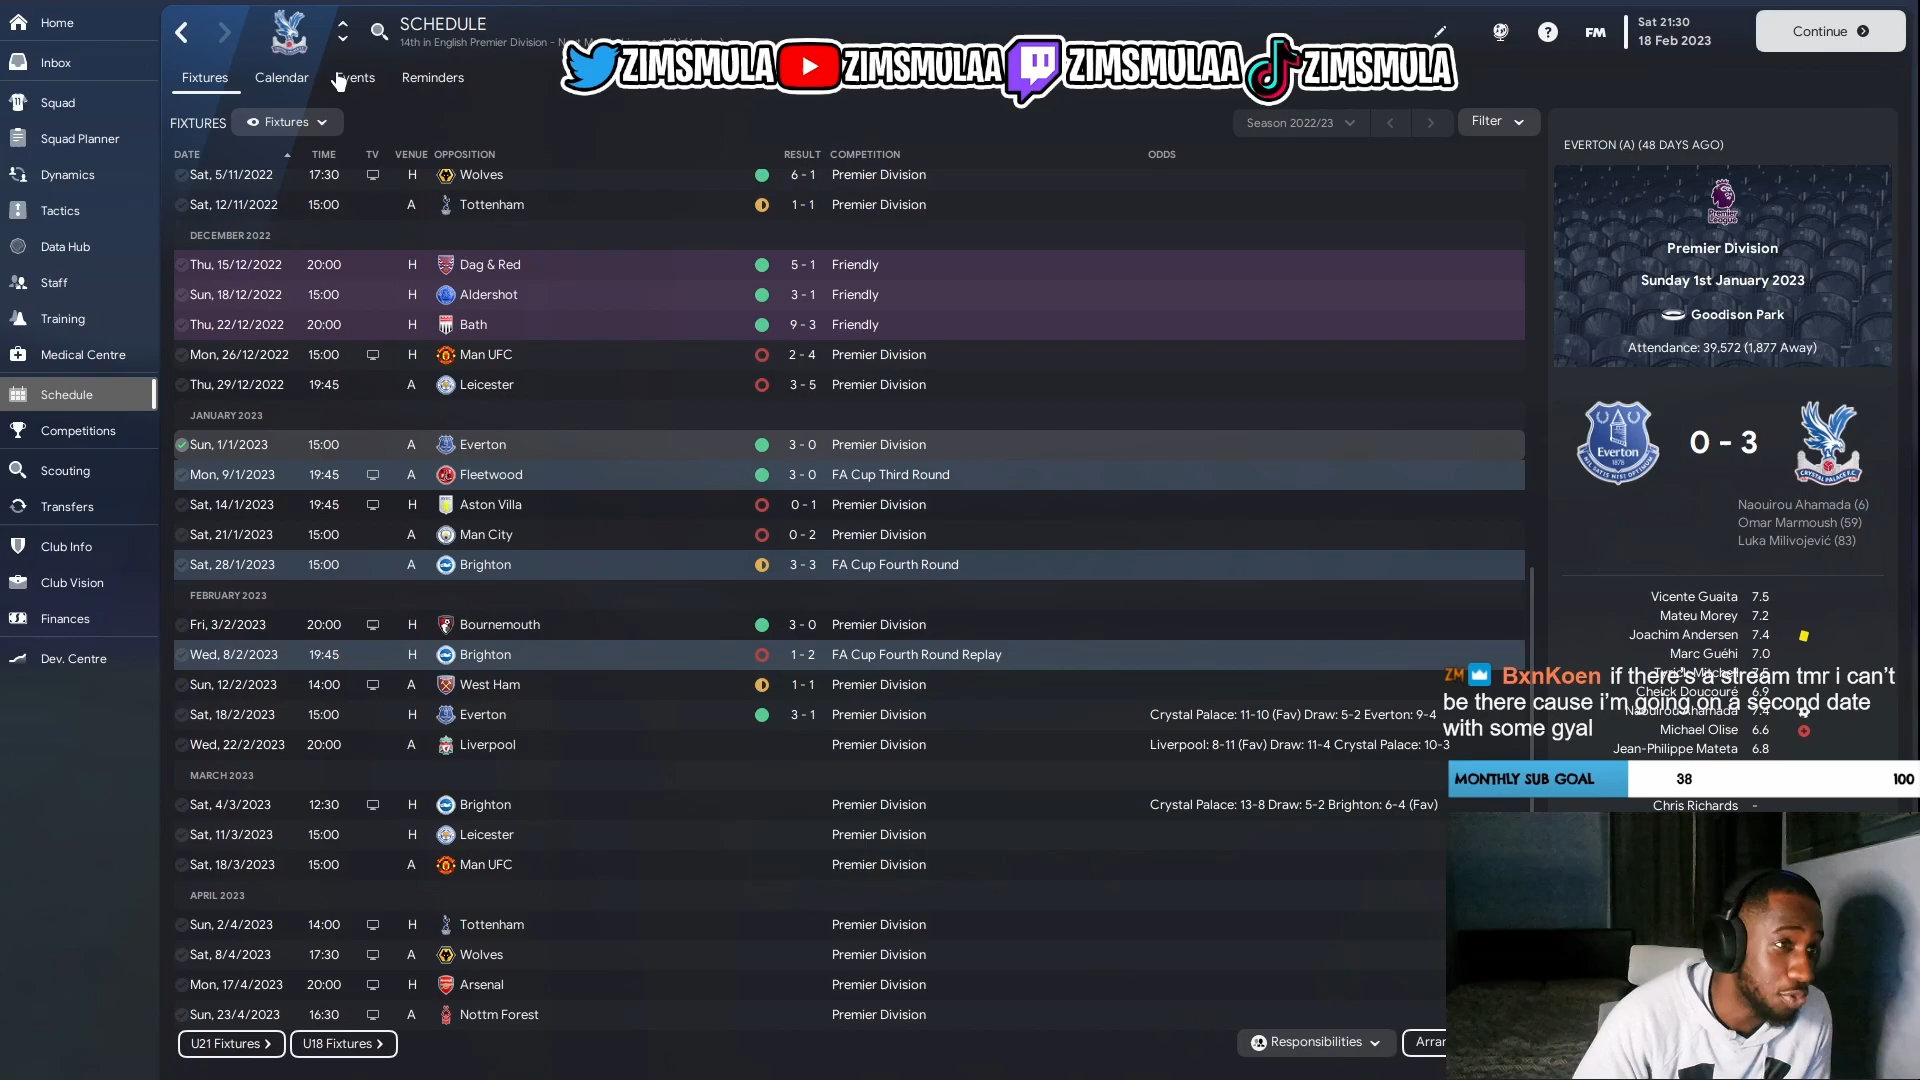 Home
Inbox
Squad
Squad Planner
Dynamics
Tactics
Data Hub
Staff
Training
Medical Centre
Schedule
Competitions
Scouting
Transfers
Club Info
Club Vision
Finances
Dev. Centre
SCHEDULE
14th in English Premier Division -
Sat 21:30
18 Feb 2023
FM
Continue
ZIMSMULA ZIMSMULAA ZIMSMULAA ZIMSMULA
Fixtures Calendar Events Reminders
FIXTURES Fixtures Season 2022/23 Filter
DATE TIME TV VENUE OPPOSITION RESULT COMPETITION ODDS
Sat, 5/11/2022 17:30 H Wolves 6 - 1 Premier Division
Sat, 12/11/2022 15:00 A Tottenham 1 - 1 Premier Division
DECEMBER 2022
Thu, 15/12/2022 20:00 H Dag & Red 5 - 1 Friendly
Sun, 18/12/2022 15:00 H Aldershot 3 - 1 Friendly
Thu, 22/12/2022 20:00 H Bath 9 - 3 Friendly
Mon, 26/12/2022 15:00 H Man UFC 2 - 4 Premier Division
Thu, 29/12/2022 19:45 A Leicester 3 - 5 Premier Division
JANUARY 2023
Sun, 1/1/2023 15:00 A Everton 3 - 0 Premier Division
Mon, 9/1/2023 19:45 A Fleetwood 3 - 0 FA Cup Third Round
Sat, 14/1/2023 19:45 H Aston Villa 0 - 1 Premier Division
Sat, 21/1/2023 15:00 A Man City 0 - 2 Premier Division
Sat, 28/1/2023 15:00 A Brighton 3 - 3 FA Cup Fourth Round
FEBRUARY 2023
Fri, 3/2/2023 20:00 H Bournemouth 3 - 0 Premier Division
Wed, 8/2/2023 19:45 H Brighton 1 - 2 FA Cup Fourth Round Replay
Sun, 12/2/2023 14:00 A West Ham 1 - 1 Premier Division
Sat, 18/2/2023 15:00 H Everton 3 - 1 Premier Division Crystal Palace: 11-10 (Fav) Draw: 5-2 Everton: 9-4
Wed, 22/2/2023 20:00 A Liverpool Premier Division Liverpool: 8-11 (Fav) Draw: 11-4 Crystal Palace: 10-3
MARCH 2023
Sat, 4/3/2023 12:30 H Brighton Premier Division Crystal Palace: 13-8 Draw: 5-2 Brighton: 6-4 (Fav)
Sat, 11/3/2023 15:00 H Leicester Premier Division
Sat, 18/3/2023 15:00 A Man UFC Premier Division
APRIL 2023
Sun, 2/4/2023 14:00 H Tottenham Premier Division
Sat, 8/4/2023 17:30 A Wolves Premier Division
Mon, 17/4/2023 20:00 H Arsenal Premier Division
Sun, 23/4/2023 16:30 A Nottm Forest Premier Division
U21 Fixtures U18 Fixtures Responsibilities Arrar
EVERTON (A) (48 DAYS AGO)
Premier League
Premier Division
Sunday 1st January 2023
Goodison Park
Attendance: 39,572 (1,877 Away)
Everton
0 - 3
Naouirou Ahamada (6)
Omar Marmoush (59)
Luka Milivojević (83)
Vicente Guaita 7.5
Mateu Morey 7.2
Joachim Andersen 7.4
Marc Guéhi 7.0
Tyrick Mitchell 7.5
Cheick Doucouré 6.9
Naouirou Ahamada 7.4
Michael Olise 6.6
Jean-Philippe Mateta 6.8
Chris Richards -
ZM BxnKoen if there's a stream tmr i can't
be there cause i'm going on a second date
with some gyal
MONTHLY SUB GOAL 38 100